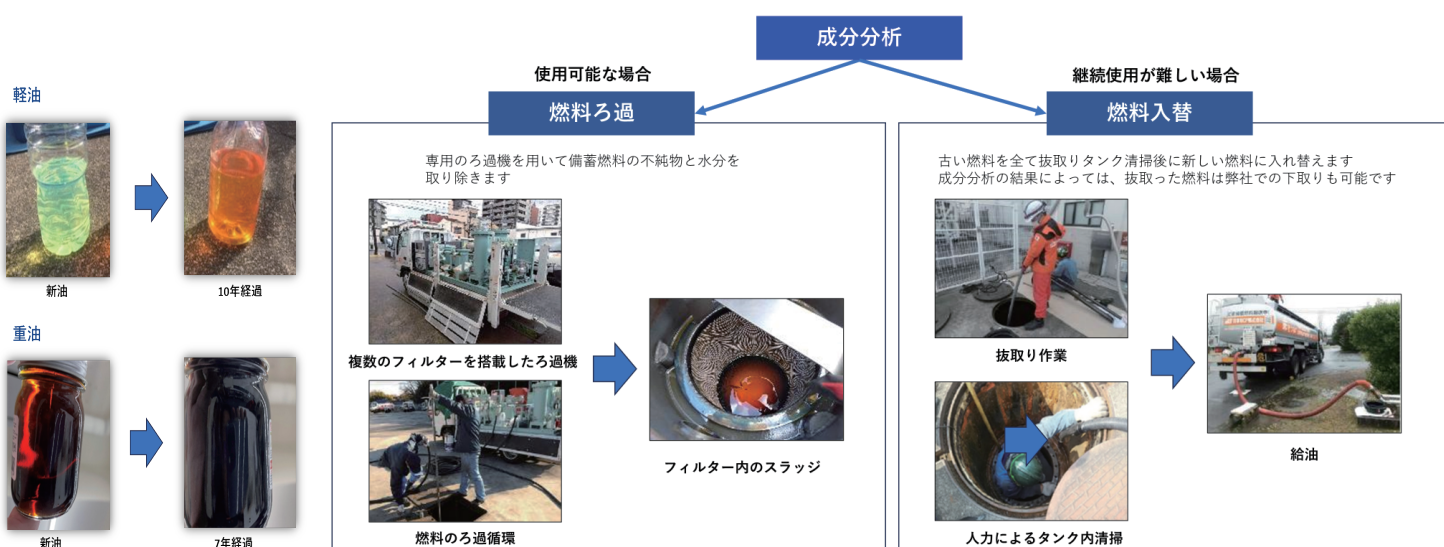 成分分析
使用可能な場合
燃料ろ過
継続使用が難しい場合
燃料入替
軽油
新油
10年経過
重油
新油
7年経過
専用のろ過機を用いて備蓄燃料の不純物と水分を
取り除きます
複数のフィルターを搭載したろ過機
燃料のろ過循環
フィルター内のスラッジ
古い燃料を全て抜取りタンク清掃後に新しい燃料に入れ替えます
成分分析の結果によっては、抜取った燃料は弊社での下取りも可能です
抜取り作業
人力によるタンク内清掃
給油